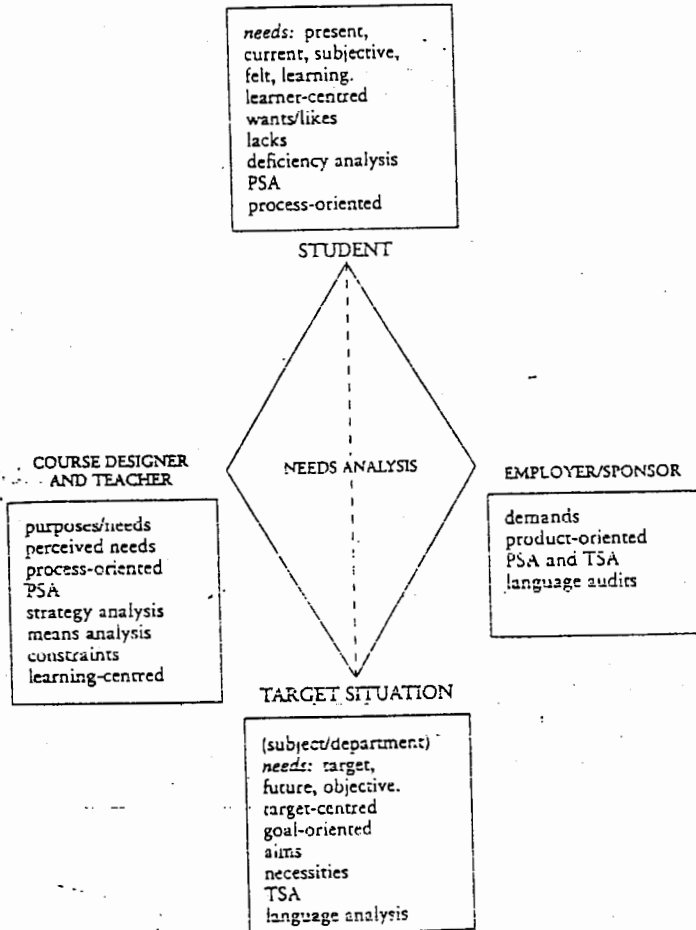 needs: present,
current, subjective,
felt, learning.
learner-centred
wants/likes
lacks
deficiency analysis
PSA
process-oriented
STUDENT
NEEDS ANALYSIS
COURSE DESIGNER
AND TEACHER
purposes/needs
perceived needs
process-oriented
PSA
strategy analysis
means analysis
constraints
learning-centred
EMPLOYER/SPONSOR
demands
product-oriented
PSA and TSA
language audits
TARGET SITUATION
(subject/department)
needs: target,
future, objective.
target-centred
goal-oriented
aims
necessities
TSA
language analysis